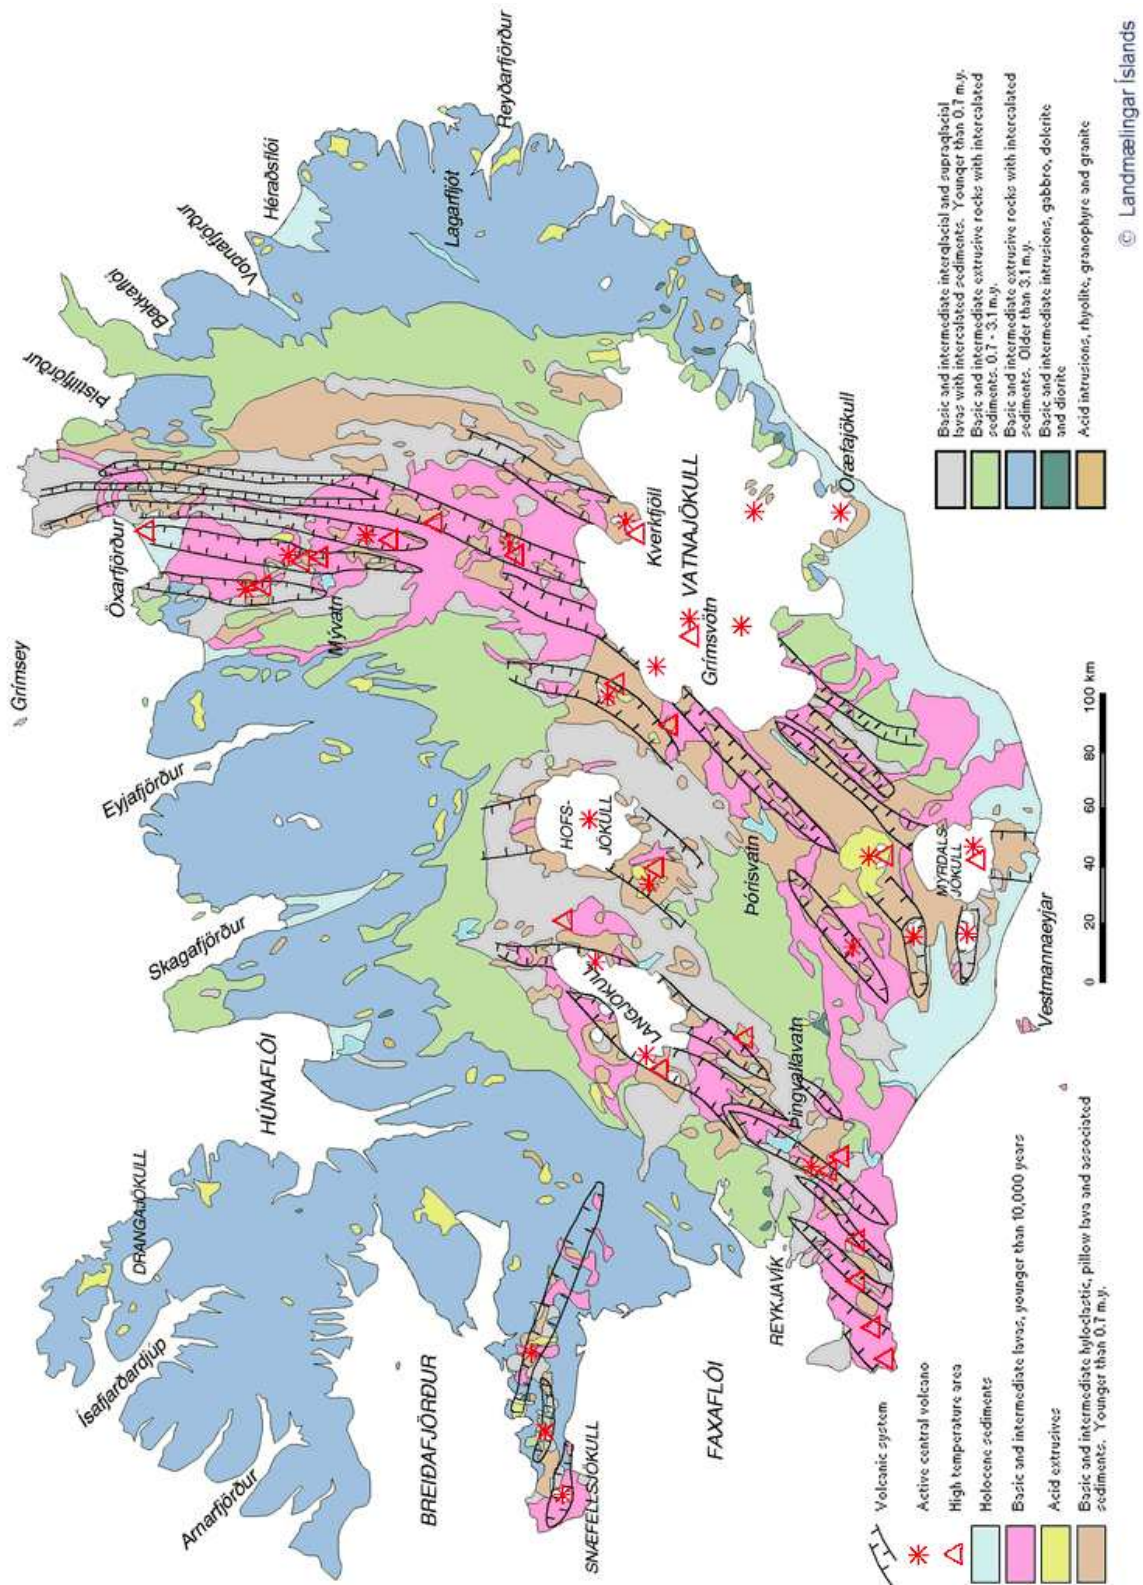 Grímsey
Þistilfjörður
Bakkaflói
Vopnafjörður
Héraðsflói
Öxarfjörður
Mývatn
Lagarfljót
Reyðarfjörður
Eyjafjörður
Skagafjörður
HÚNAFLÓI
DRANGAJÖKULL
Ísafjarðardjúp
Arnarfjörður
BREIÐAFJÖRÐUR
SNÆFELLSJÖKULL
FAXAFLÓI
REYKJAVÍK
Þingvallavatn
LANGJÖKULL
HOFS-
JÖKULL
Þórisvatn
Kverkfjöll
VATNAJÖKULL
Grímsvötn
Öræfajökull
MYRDALS-
JÖKULL
Vestmannaeyjar
0 20 40 60 80 100 km
Volcanic system
Active central volcano
High temperature area
Holocene sediments
Basic and intermediate lavas, younger than 10,000 years
Acid extrusives
Basic and intermediate hyloclastic, pillow lava and associated
sediments. Younger than 0.7 m.y.
Basic and intermediate interglacial and supraglacial
lavas with intercalated sediments. Younger than 0.7 m.y.
Basic and intermediate extrusive rocks with intercalated
sediments. 0.7 - 3.1 m.y.
Basic and intermediate extrusive rocks with intercalated
sediments. Older than 3.1 m.y.
Basic and intermediate intrusions, gabbro, dolerite
and diorite
Acid intrusions, rhyolite, granophyre and granite
© Landmælingar Íslands